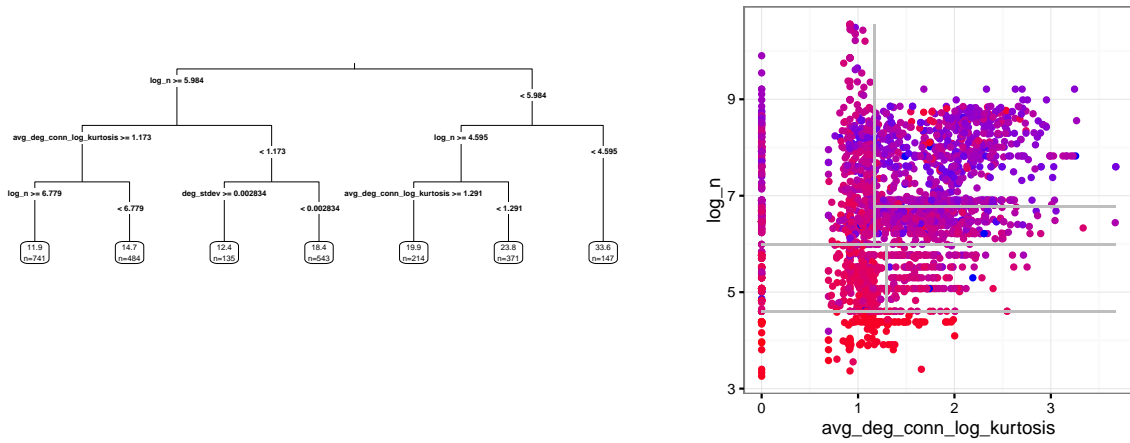 log_n >= 5.984
< 5.984
avg_deg_conn_log_kurtosis >= 1.173
< 1.173
log_n >= 4.595
< 4.595
log_n >= 6.779
< 6.779
deg_stdev >= 0.002834
< 0.002834
avg_deg_conn_log_kurtosis >= 1.291
< 1.291
11.9
n=741
14.7
n=484
12.4
n=135
18.4
n=543
19.9
n=214
23.8
n=371
33.6
n=147
log_n
9
7
5
3
0
1
2
3
avg_deg_conn_log_kurtosis